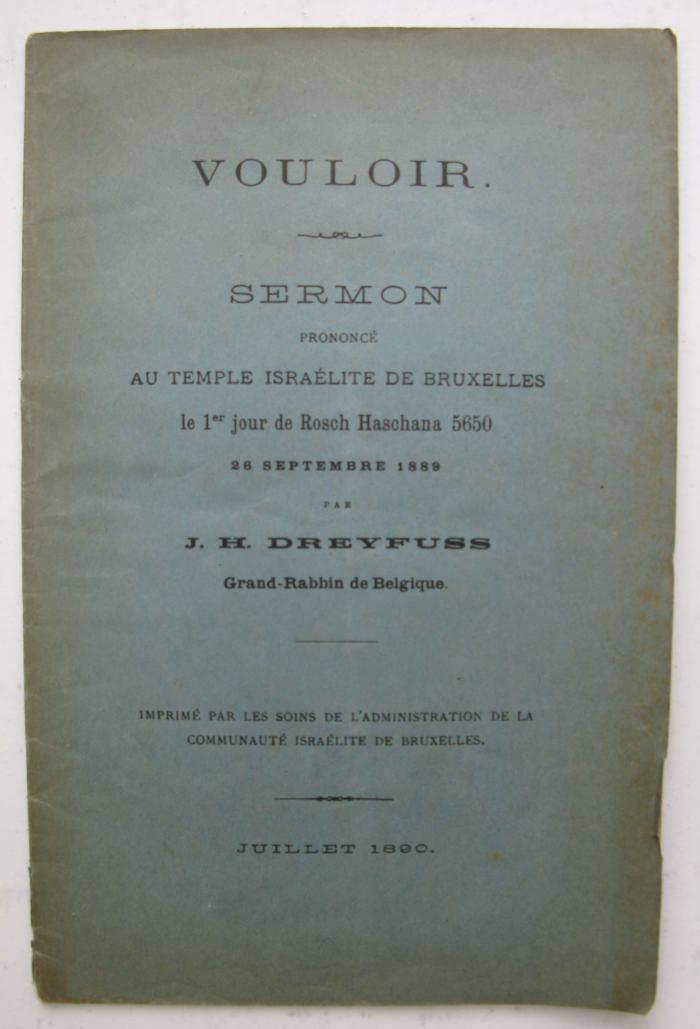 VOULOIR.
SERMON
PRONONCÉ
AU TEMPLE ISRAÉLITE DE BRUXELLES
le 1er jour de Rosch Haschana 5650
26 SEPTEMBRE 1889
PAR
J. H. DREYFUSS
Grand-Rabbin de Belgique.
IMPRIMÉ PAR LES SOINS DE L'ADMINISTRATION DE LA
COMMUNAUTÉ ISRAÉLITE DE BRUXELLES.
JUILLET 1890.